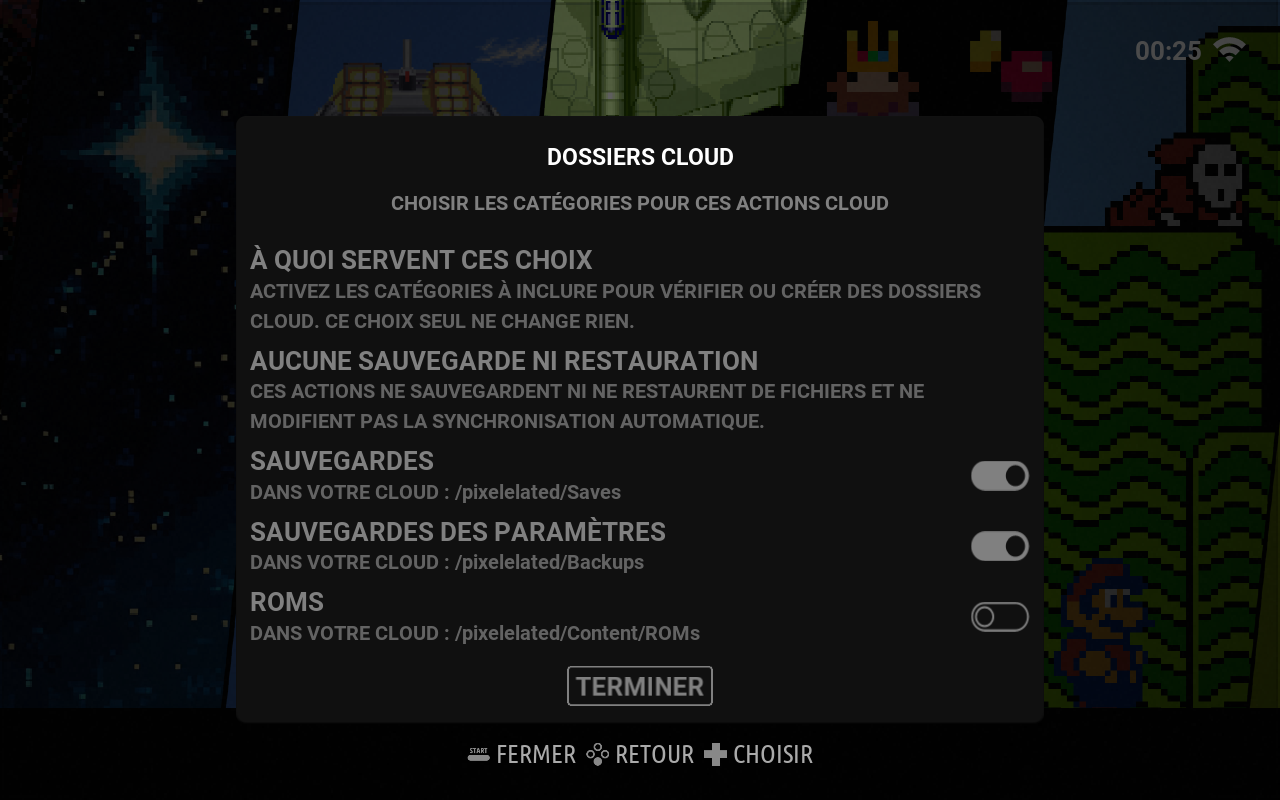 00:25
DOSSIERS CLOUD
CHOISIR LES CATÉGORIES POUR CES ACTIONS CLOUD
À QUOI SERVENT CES CHOIX
ACTIVEZ LES CATÉGORIES À INCLURE POUR VÉRIFIER OU CRÉER DES DOSSIERS
CLOUD. CE CHOIX SEUL NE CHANGE RIEN.
AUCUNE SAUVEGARDE NI RESTAURATION
CES ACTIONS NE SAUVEGARDENT NI NE RESTAURENT DE FICHIERS ET NE
MODIFIENT PAS LA SYNCHRONISATION AUTOMATIQUE.
SAUVEGARDES
DANS VOTRE CLOUD : /pixelelated/Saves
SAUVEGARDES DES PARAMÈTRES
DANS VOTRE CLOUD : /pixelelated/Backups
ROMS
DANS VOTRE CLOUD : /pixelelated/Content/ROMs
TERMINER
START FERMER RETOUR CHOISIR